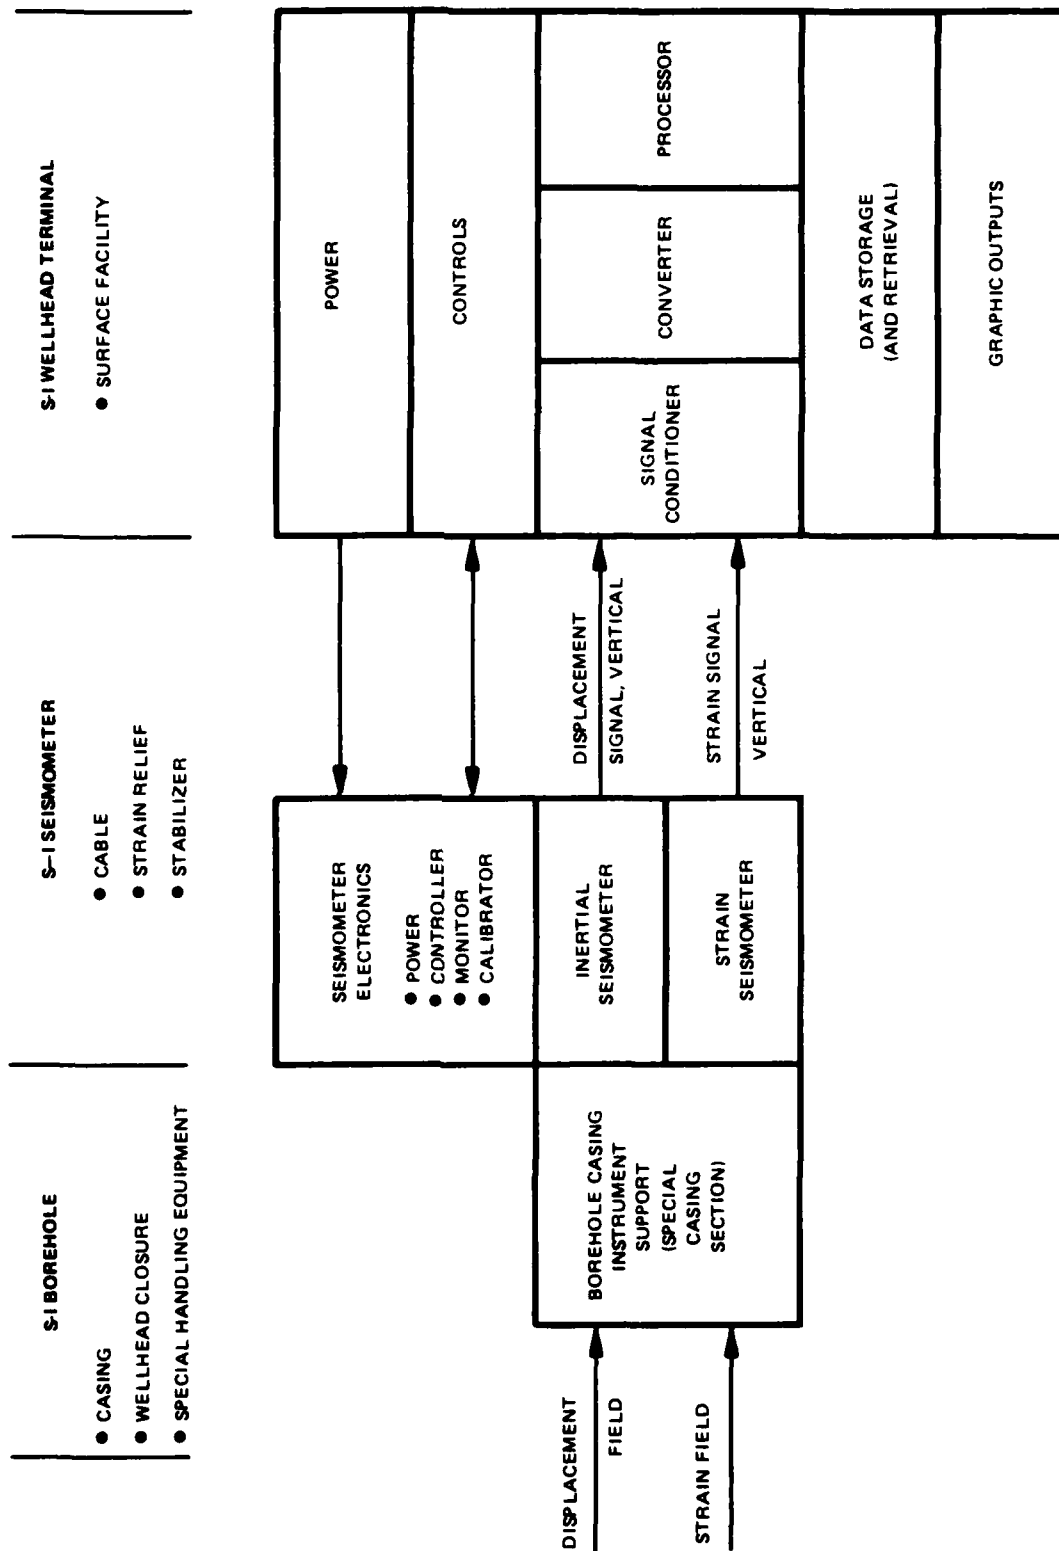 S-I BOREHOLE
● CASING
● WELLHEAD CLOSURE
● SPECIAL HANDLING EQUIPMENT
S–I SEISMOMETER
● CABLE
● STRAIN RELIEF
● STABILIZER
S-I WELLHEAD TERMINAL
● SURFACE FACILITY
DISPLACEMENT
FIELD
STRAIN FIELD
BOREHOLE CASING
INSTRUMENT
SUPPORT
(SPECIAL
CASING
SECTION)
SEISMOMETER
ELECTRONICS
● POWER
● CONTROLLER
● MONITOR
● CALIBRATOR
INERTIAL
SEISMOMETER
STRAIN
SEISMOMETER
DISPLACEMENT
SIGNAL, VERTICAL
STRAIN SIGNAL
VERTICAL
POWER
CONTROLS
SIGNAL
CONDITIONER
CONVERTER
PROCESSOR
DATA STORAGE
(AND RETRIEVAL)
GRAPHIC OUTPUTS